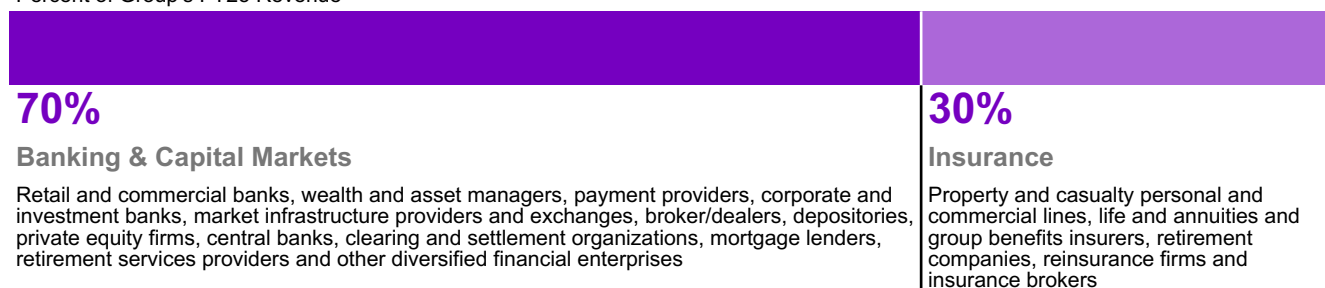 70%
Banking & Capital Markets
Retail and commercial banks, wealth and asset managers, payment providers, corporate and
investment banks, market infrastructure providers and exchanges, broker/dealers, depositories,
private equity firms, central banks, clearing and settlement organizations, mortgage lenders,
retirement services providers and other diversified financial enterprises
30%
Insurance
Property and casualty personal and
commercial lines, life and annuities and
group benefits insurers, retirement
companies, reinsurance firms and
insurance brokers